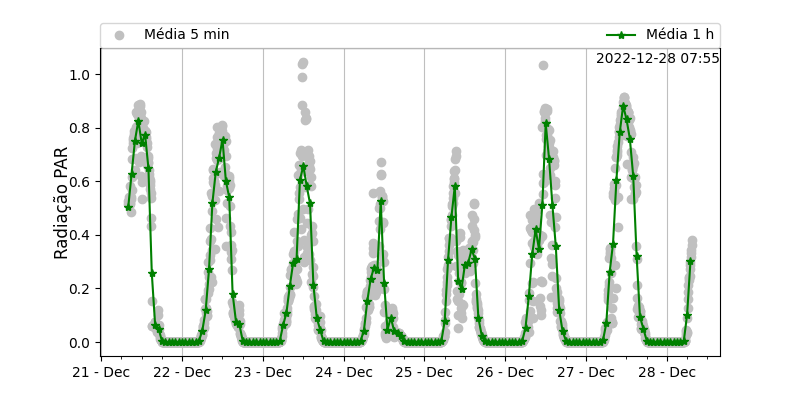 Média 5 min
Média 1 h
2022-12-28 07:55
Radiação PAR
1.0
0.8
0.6
0.4
0.2
0.0
21 - Dec
22 - Dec
23 - Dec
24 - Dec
25 - Dec
26 - Dec
27 - Dec
28 - Dec